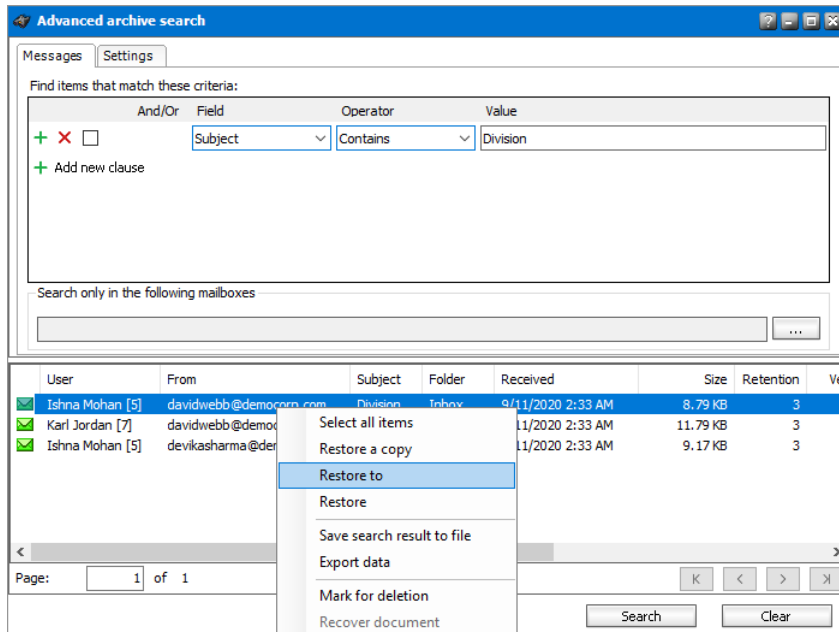 Advanced archive search
Messages Settings
Find items that match these criteria:
And/Or Field Operator Value
Subject Contains Division
Add new clause
Search only in the following mailboxes
...
User From Subject Folder Received Size Retention Ve
Ishna Mohan [5] davidwebb@democorp.com Division Inbox 9/11/2020 2:33 AM 8.79 KB 3
Karl Jordan [7] davidwebb@democ 11/2020 2:33 AM 11.79 KB 3
Ishna Mohan [5] devikasharma@der 11/2020 2:33 AM 9.17 KB 3
Select all items
Restore a copy
Restore to
Restore
Save search result to file
Export data
Mark for deletion
Recover document
Page: 1 of 1
Search Clear